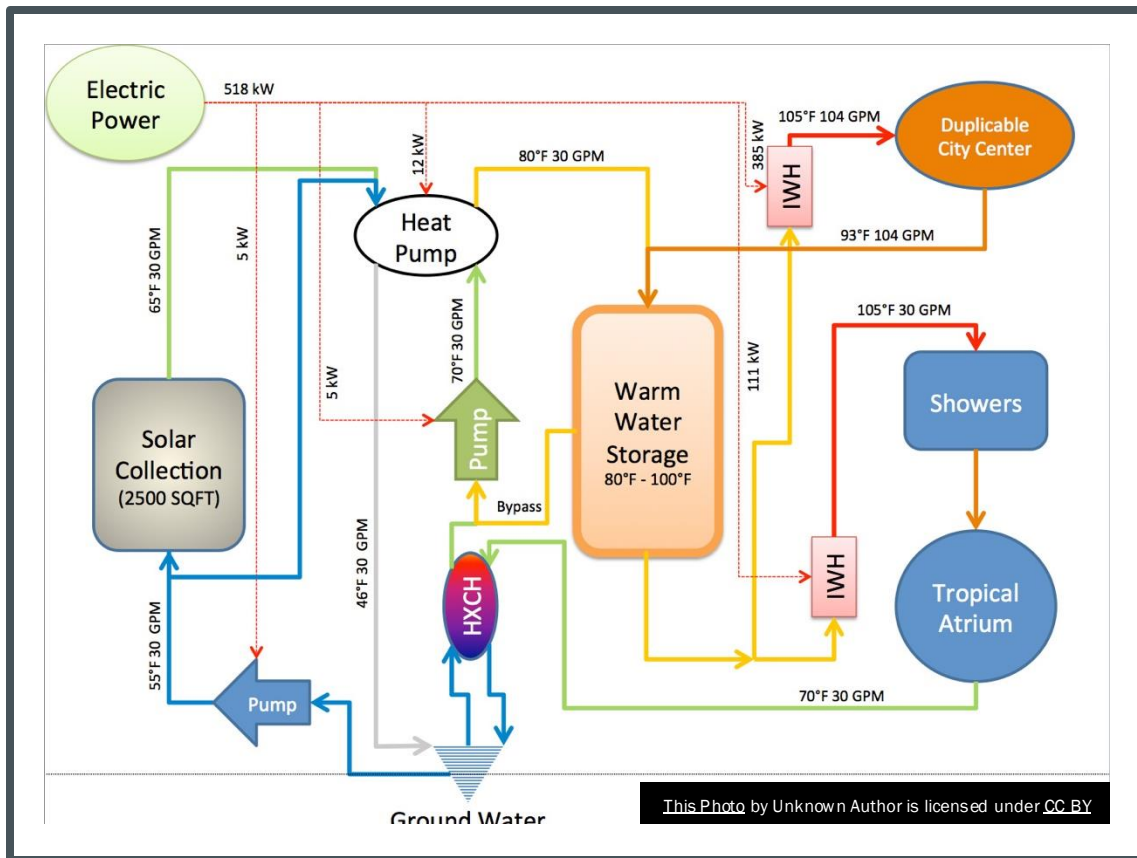 Electric
Power
518 kW
5 kW
5 kW
12 kW
385 kW
111 kW
105°F 104 GPM
Duplicable
City Center
IWH
93°F 104 GPM
80°F 30 GPM
Heat
Pump
65°F 30 GPM
70°F 30 GPM
Solar
Collection
(2500 SQFT)
Pump
Bypass
Warm
Water
Storage
80°F - 100°F
105°F 30 GPM
Showers
IWH
Tropical
Atrium
70°F 30 GPM
46°F 30 GPM
HXCH
55°F 30 GPM
Pump
Ground Water
This Photo by Unknown Author is licensed under CC BY